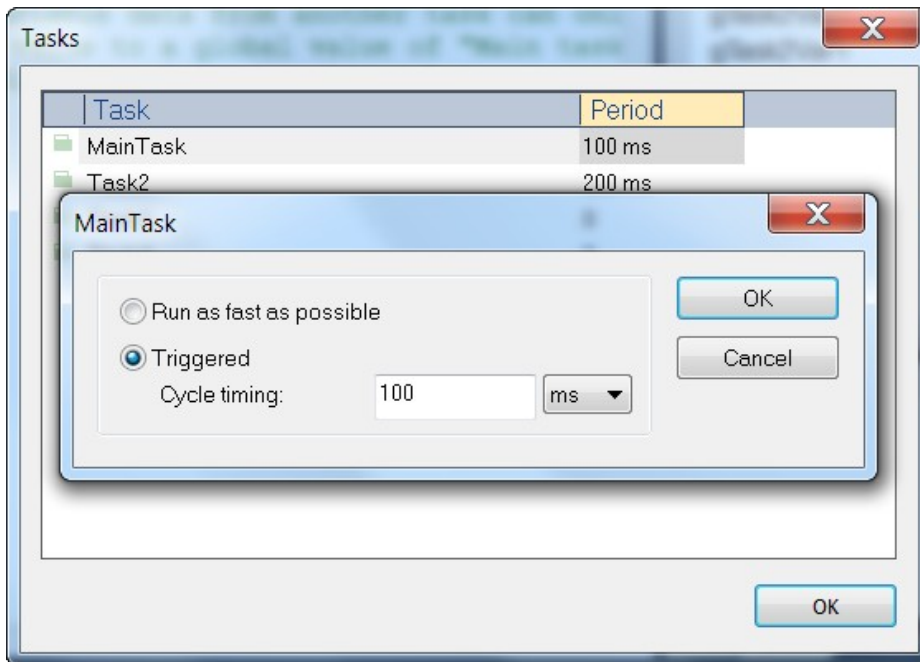 Tasks
Task Period
MainTask 100 ms
Task2 200 ms
MainTask
Run as fast as possible
OK
Triggered
Cancel
Cycle timing: 100 ms
OK